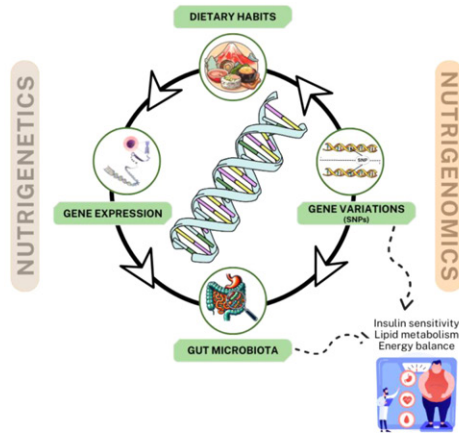 DIETARY HABITS
NUTRIGENETICS
NUTRIGENOMICS
SNP
GENE EXPRESSION
GENE VARIATIONS
(SNPs)
GUT MICROBIOTA
Insulin sensitivity
Lipid metabolism
Energy balance